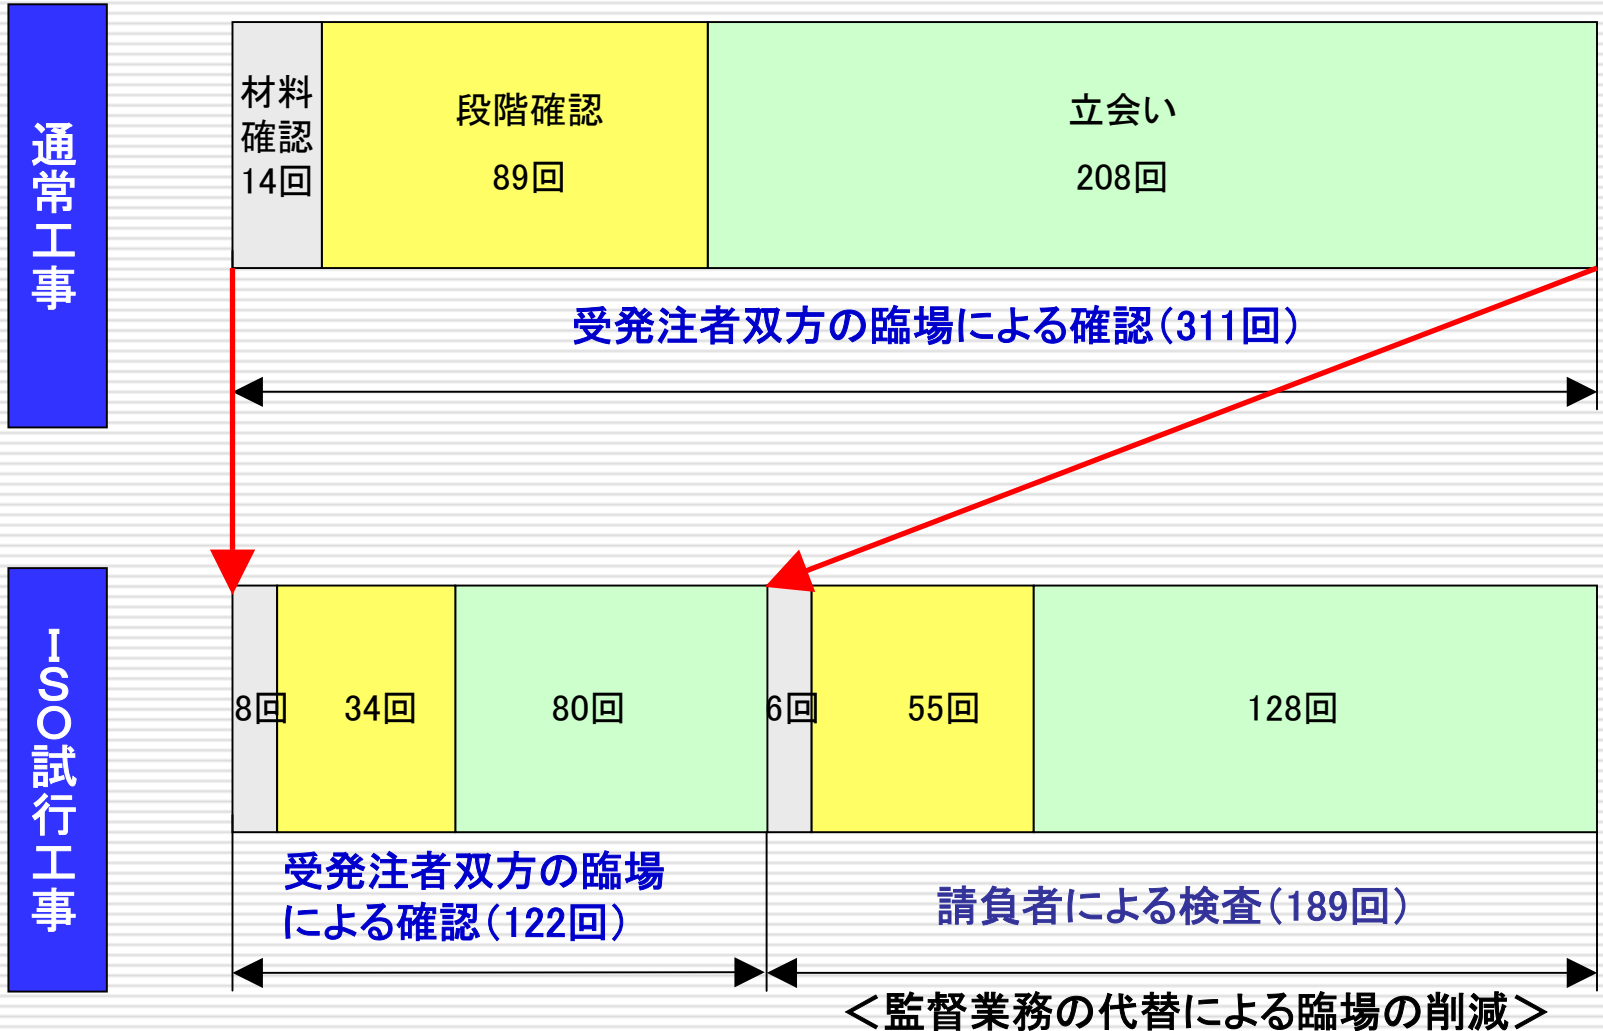 通常工事
材料
確認
14回
段階確認
89回
立会い
208回
受発注者双方の臨場による確認(311回)
ISO試行工事
8回
34回
80回
6回
55回
128回
受発注者双方の臨場
による確認(122回)
請負者による検査(189回)
＜監督業務の代替による臨場の削減＞